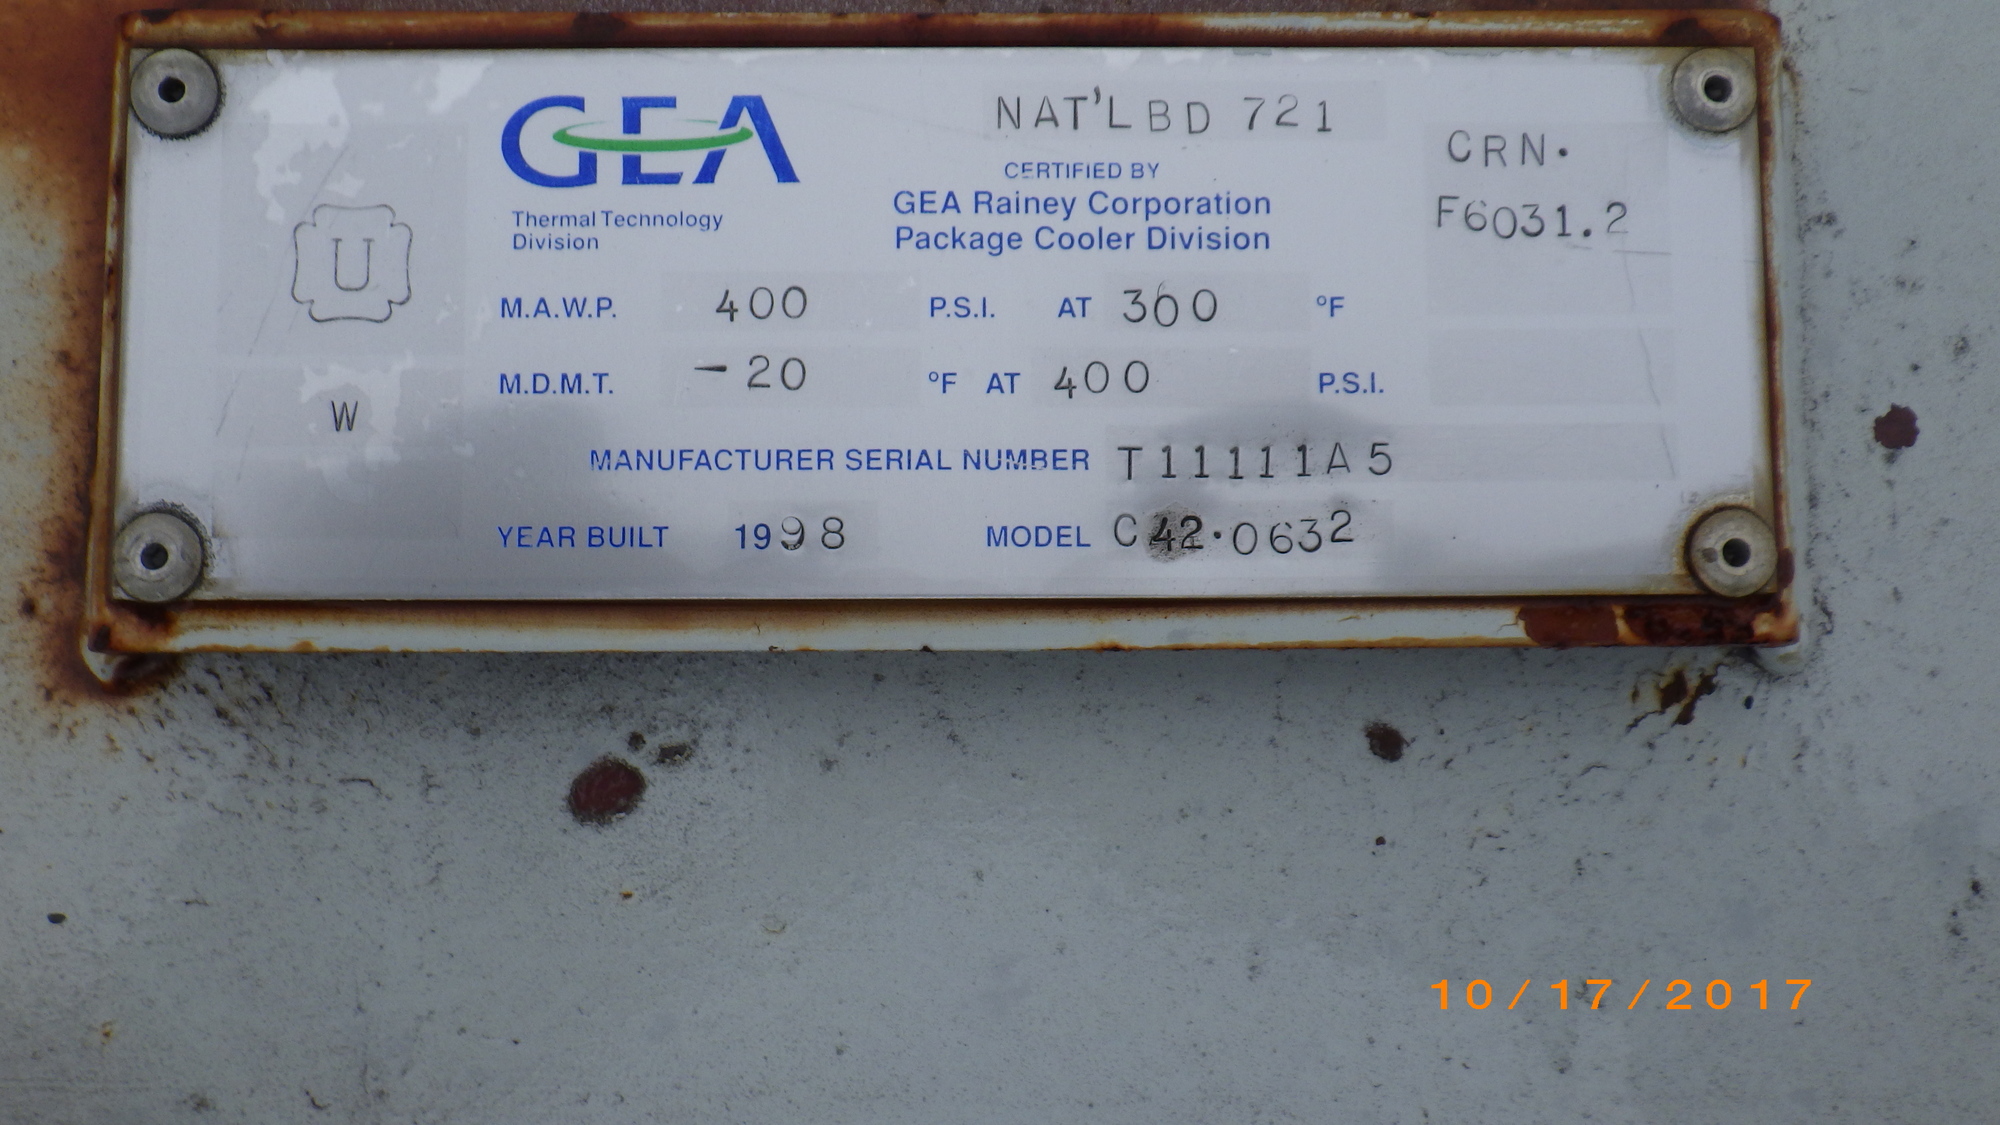 GEA
Thermal Technology
Division
NAT'L BD 721
CERTIFIED BY
GEA Rainey Corporation
Package Cooler Division
CRN.
F6031.2
U
W
M.A.W.P. 400 P.S.I. AT 360 °F
M.D.M.T. -20 °F AT 400 P.S.I.
MANUFACTURER SERIAL NUMBER T11111A5
YEAR BUILT 1998 MODEL C42.0632
10/17/2017